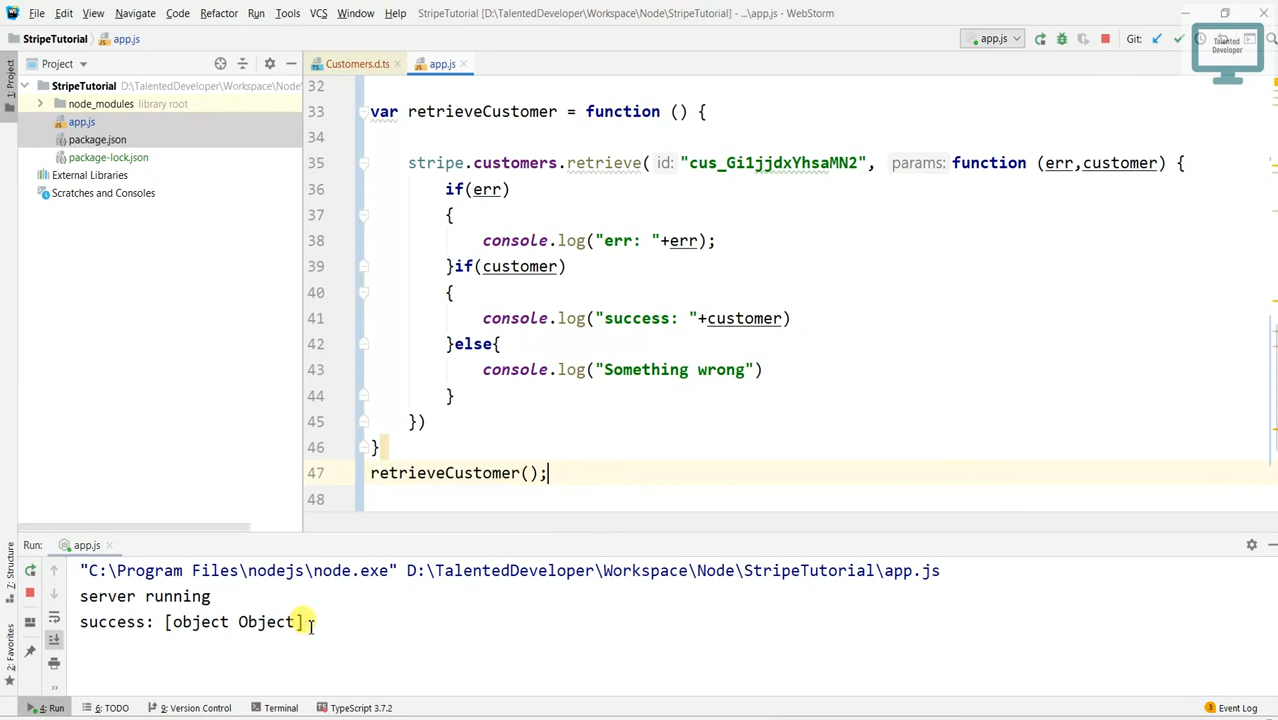 File Edit View Navigate Code Refactor Run Tools VCS Window Help StripeTutorial [D:\TalentedDeveloper\Workspace\Node\StripeTutorial] - ...\app.js - WebStorm
StripeTutorial app.js
app.js Git:
Talented
Developer
Project
Customers.d.ts app.js
1: Project
StripeTutorial D:\TalentedDeveloper\Workspace\Node\
node_modules library root
app.js
package.json
package-lock.json
External Libraries
Scratches and Consoles
32
33 var retrieveCustomer = function () {
34
35 stripe.customers.retrieve( id: "cus_Gi1jjdxYhsaMN2", params: function (err,customer) {
36 if(err)
37 {
38 console.log("err: "+err);
39 }if(customer)
40 {
41 console.log("success: "+customer)
42 }else{
43 console.log("Something wrong")
44 }
45 })
46 }
47 retrieveCustomer();
48
Run: app.js
"C:\Program Files\nodejs\node.exe" D:\TalentedDeveloper\Workspace\Node\StripeTutorial\app.js
server running
success: [object Object]
7: Structure
2: Favorites
4: Run 6: TODO 9: Version Control Terminal TypeScript 3.7.2 Event Log